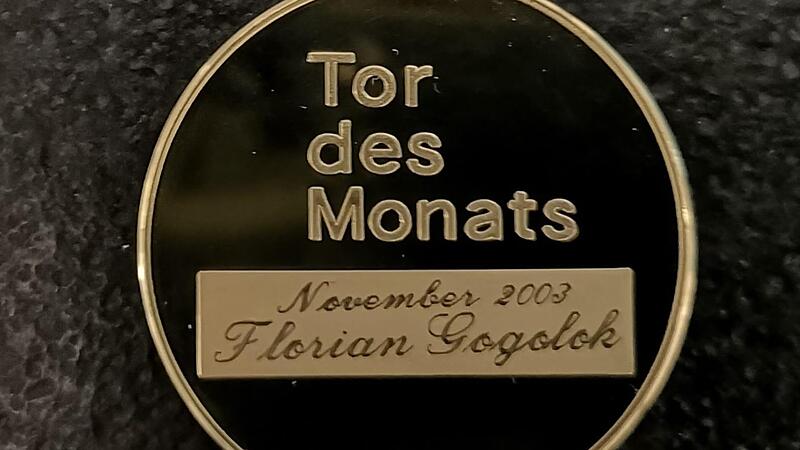 Tor
des
Monats
November 2003
Florian Gogolok